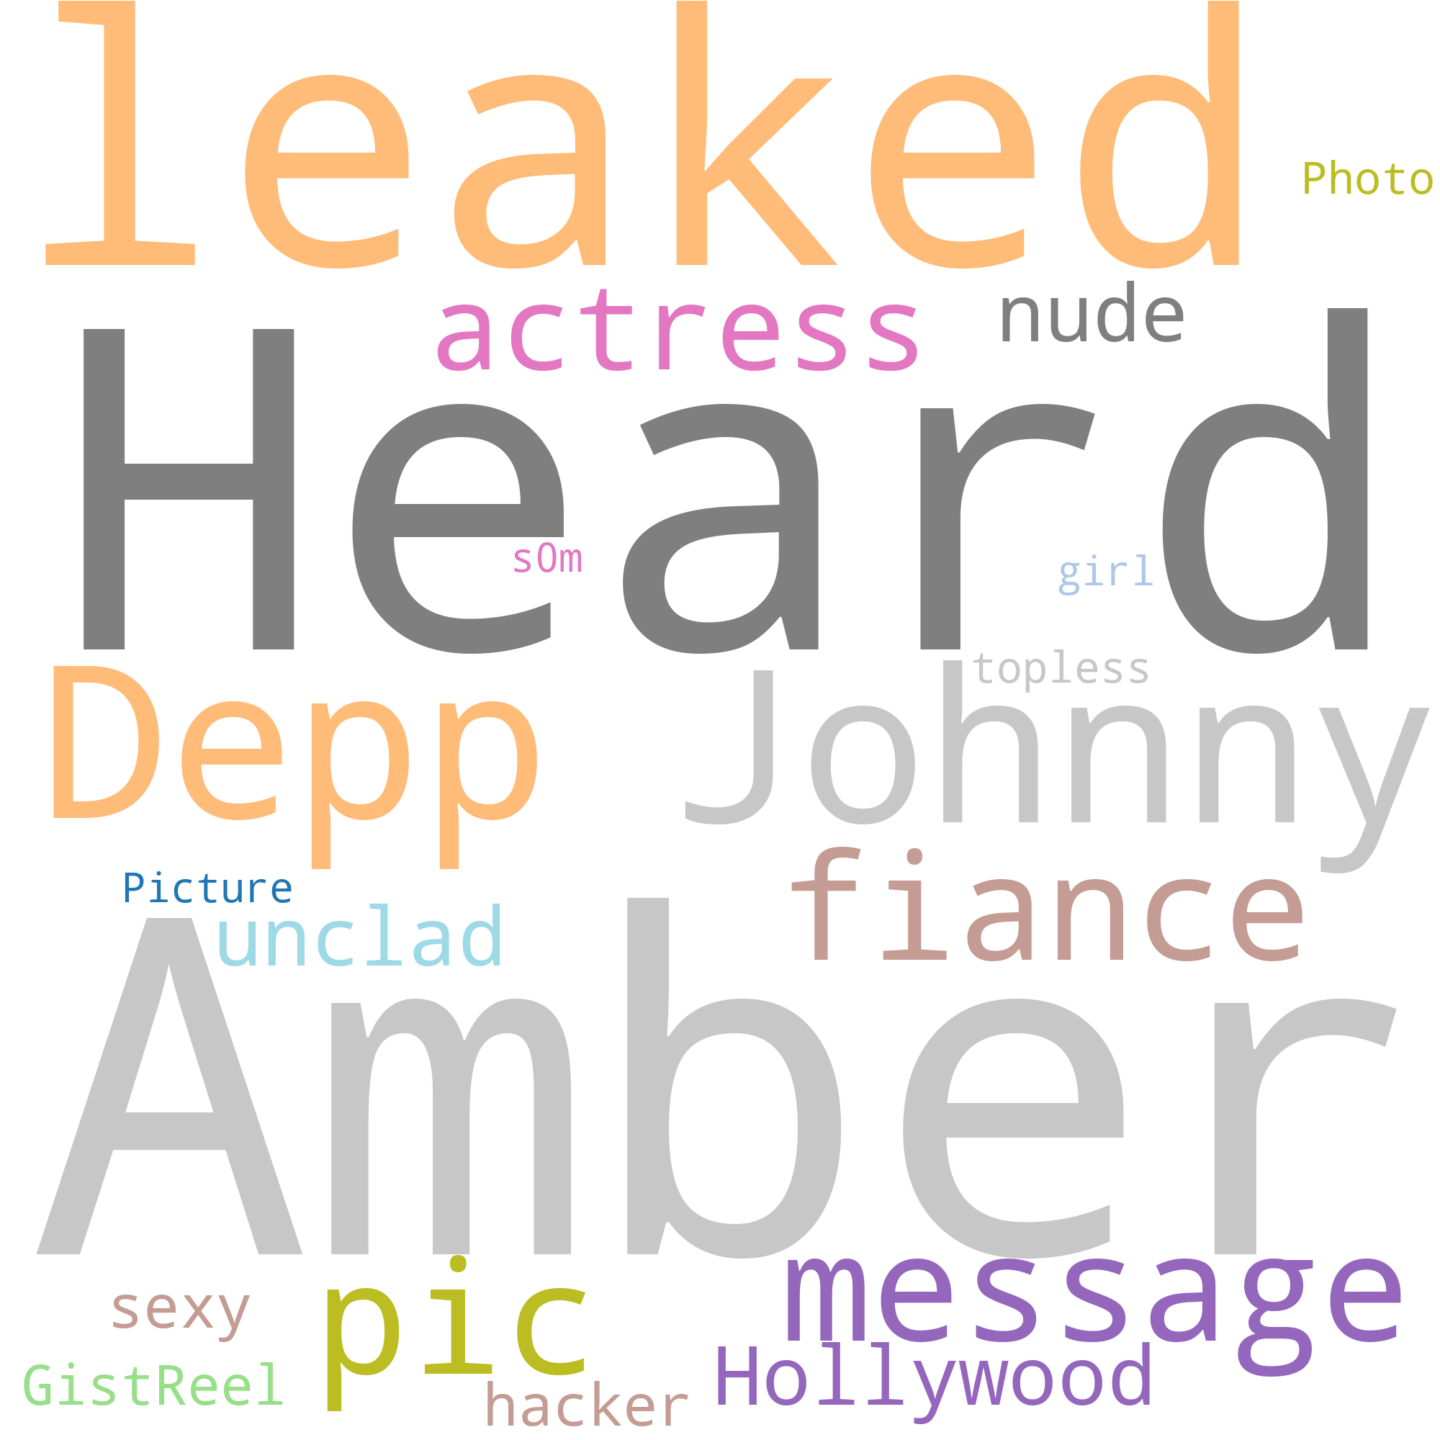 leaked
Photo
actress
nude
Heard
s0m
girl
topless
Depp
Johnny
fiance
Picture
unclad
Amber
message
pic
sexy
Hollywood
GistReel
hacker